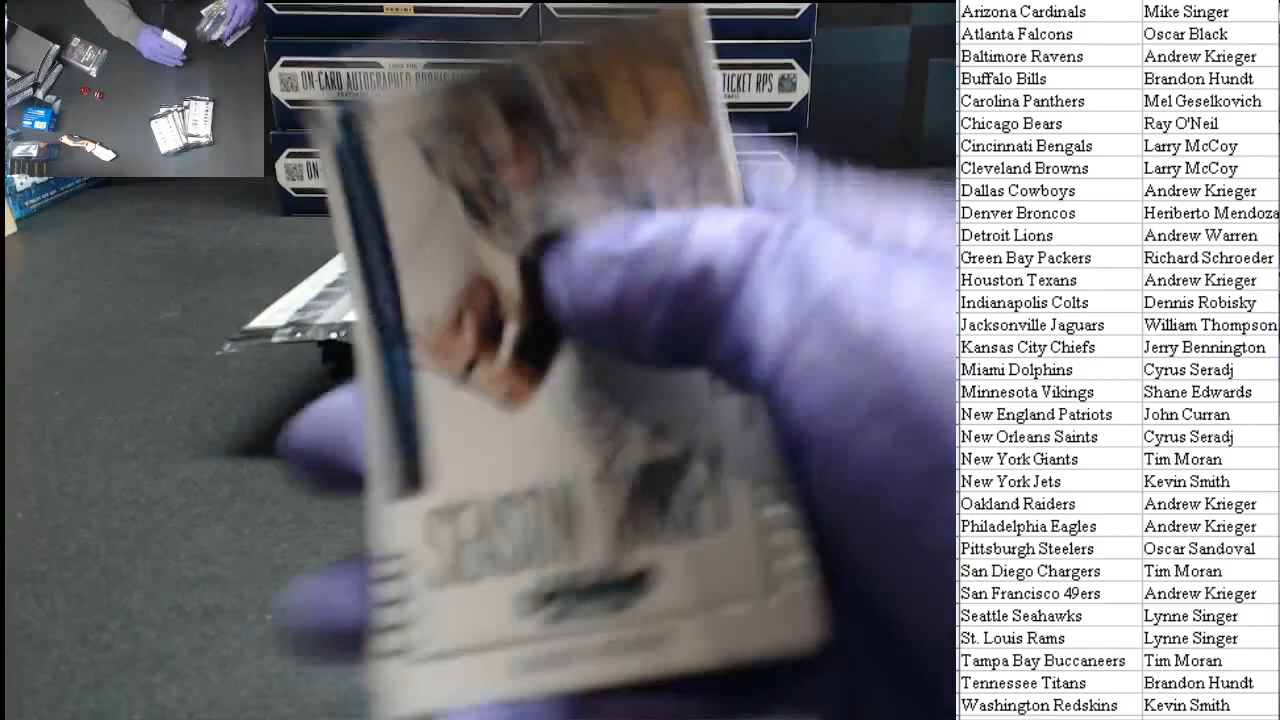 PANINI
LOOK FOR
ON-CARD AUTOGRAPHED ROOKIE
TICKET RPS
ON
Arizona Cardinals Mike Singer
Atlanta Falcons Oscar Black
Baltimore Ravens Andrew Krieger
Buffalo Bills Brandon Hundt
Carolina Panthers Mel Geselkovich
Chicago Bears Ray O'Neil
Cincinnati Bengals Larry McCoy
Cleveland Browns Larry McCoy
Dallas Cowboys Andrew Krieger
Denver Broncos Heriberto Mendoza
Detroit Lions Andrew Warren
Green Bay Packers Richard Schroeder
Houston Texans Andrew Krieger
Indianapolis Colts Dennis Robisky
Jacksonville Jaguars William Thompson
Kansas City Chiefs Jerry Bennington
Miami Dolphins Cyrus Seradj
Minnesota Vikings Shane Edwards
New England Patriots John Curran
New Orleans Saints Cyrus Seradj
New York Giants Tim Moran
New York Jets Kevin Smith
Oakland Raiders Andrew Krieger
Philadelphia Eagles Andrew Krieger
Pittsburgh Steelers Oscar Sandoval
San Diego Chargers Tim Moran
San Francisco 49ers Andrew Krieger
Seattle Seahawks Lynne Singer
St. Louis Rams Lynne Singer
Tampa Bay Buccaneers Tim Moran
Tennessee Titans Brandon Hundt
Washington Redskins Kevin Smith